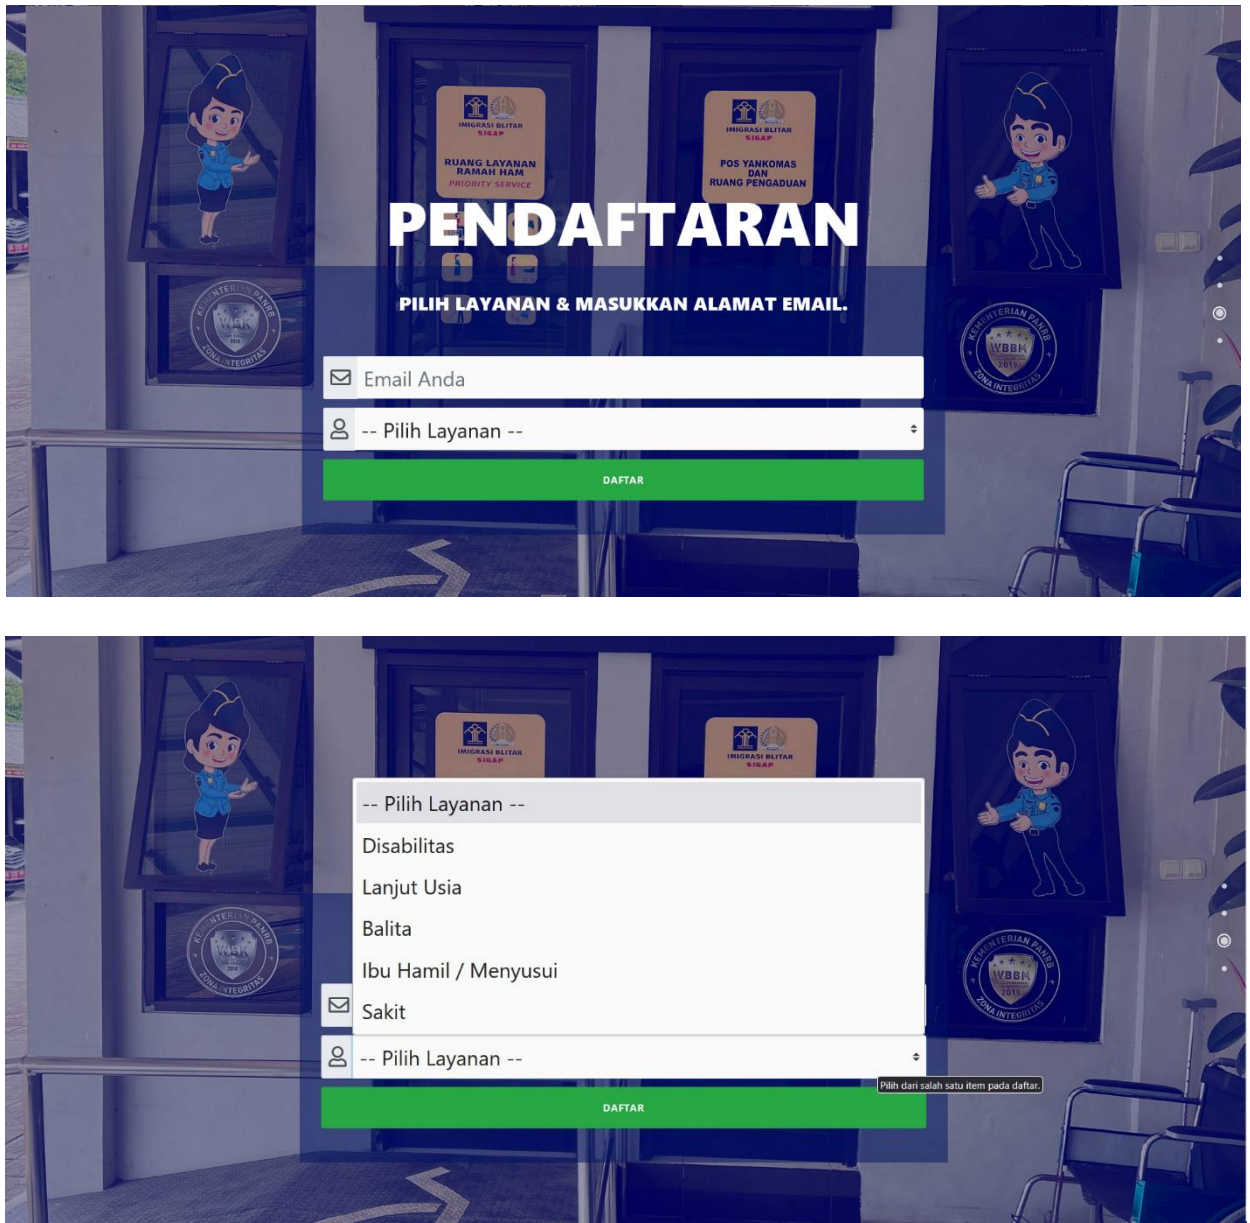 IMIGRASI BLITAR
SIGAP
RUANG LAYANAN
RAMAH HAM
PRIORITY SERVICE
IMIGRASI BLITAR
SIGAP
POS YANKOMAS
DAN
RUANG PENGADUAN
PENDAFTARAN
PILIH LAYANAN & MASUKKAN ALAMAT EMAIL.
KEMENTERIAN PANRB
WBK
2018
ZONA INTEGRITAS
KEMENTERIAN PANRB
WBBM
2019
ZONA INTEGRITAS
Email Anda
-- Pilih Layanan --
DAFTAR
IMIGRASI BLITAR
SIGAP
IMIGRASI BLITAR
SIGAP
-- Pilih Layanan --
Disabilitas
Lanjut Usia
Balita
Ibu Hamil / Menyusui
Sakit
KEMENTERIAN PANRB
ZONA INTEGRITAS
KEMENTERIAN PANRB
WBBM
2019
ZONA INTEGRITAS
-- Pilih Layanan --
Pilih dari salah satu item pada daftar.
DAFTAR